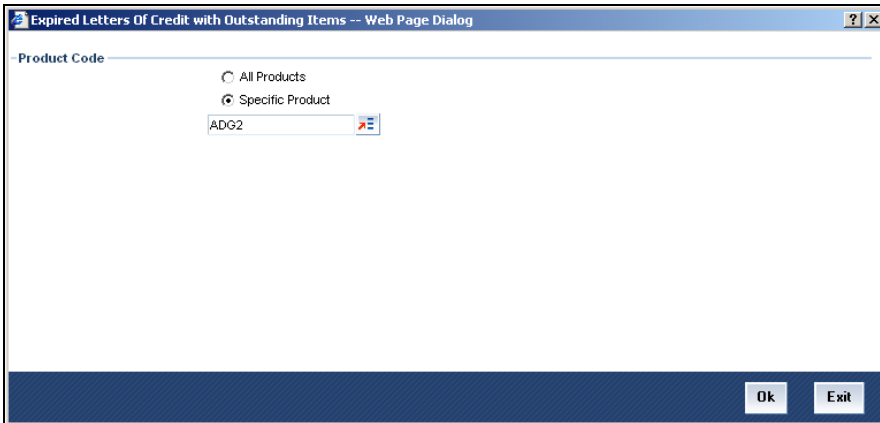 Expired Letters Of Credit with Outstanding Items -- Web Page Dialog
Product Code
All Products
Specific Product
ADG2
Ok Exit